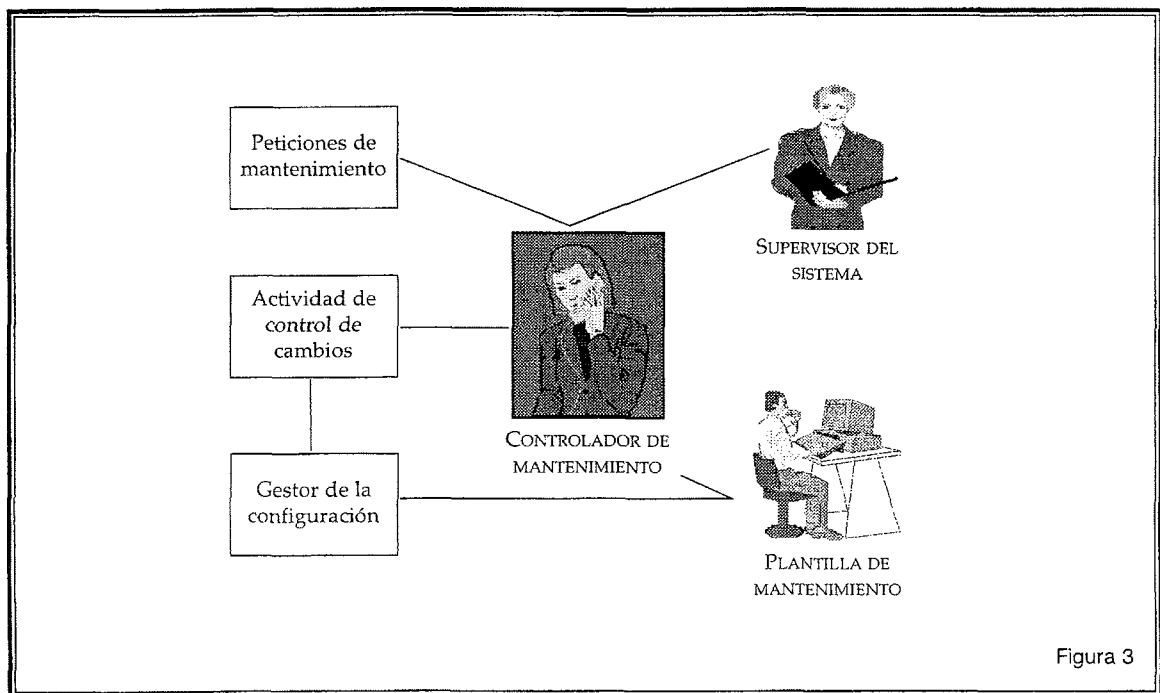 Peticiones de
mantenimiento
SUPERVISOR DEL
SISTEMA
Actividad de
control de
cambios
CONTROLADOR DE
MANTENIMIENTO
Gestor de la
configuración
PLANTILLA DE
MANTENIMIENTO
Figura 3